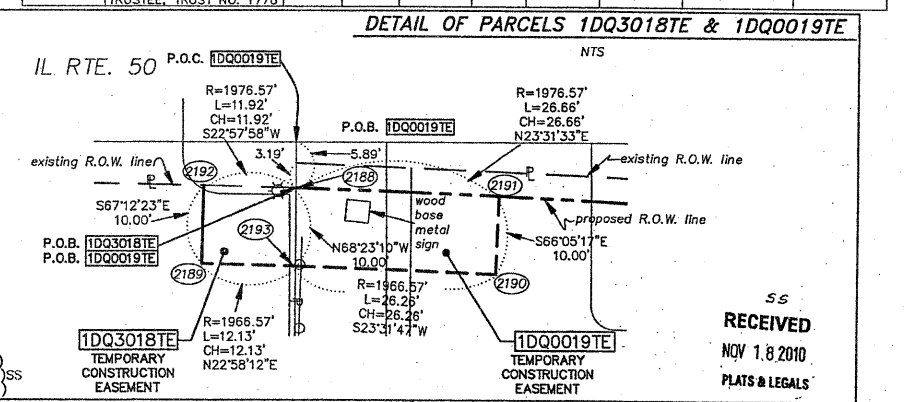 TRUSTEE, TRUST NO. 1778
DETAIL OF PARCELS 1DQ3018TE & 1DQ0019TE
NTS
IL RTE. 50
P.O.C. 1DQ0019TE
R=1976.57'
L=11.92'
CH=11.92'
S22°57'58"W
R=1976.57'
L=26.66'
CH=26.66'
N23°31'33"E
P.O.B. 1DQ0019TE
3.19'
5.89'
existing R.O.W. line
existing R.O.W. line
2192
2188
2191
S67°12'23"E
10.00'
wood
base
metal
sign
proposed R.O.W. line
P.O.B. 1DQ3018TE
P.O.B. 1DQ0019TE
2193
N68°23'10"W
10.00'
S66°05'17"E
10.00'
2189
2190
R=1966.57'
L=26.26'
CH=26.26'
S23°31'47"W
R=1966.57'
L=12.13'
CH=12.13'
N22°58'12"E
1DQ3018TE
TEMPORARY
CONSTRUCTION
EASEMENT
1DQ0019TE
TEMPORARY
CONSTRUCTION
EASEMENT
SS
RECEIVED
NOV 18 2010
PLATS & LEGALS
)SS